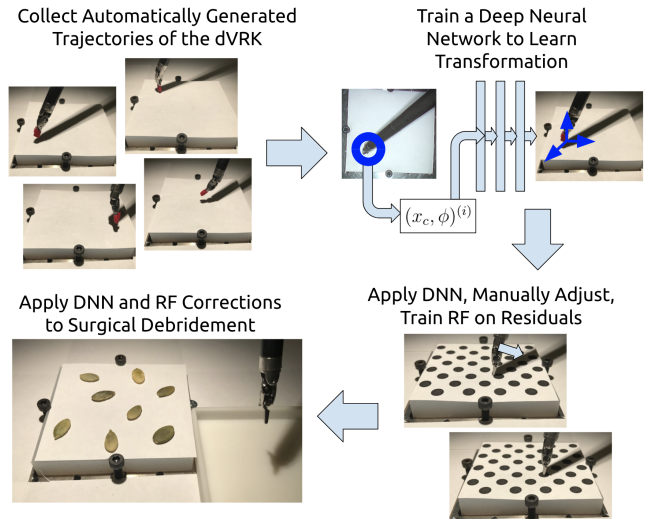 Collect Automatically Generated
Trajectories of the dVRK
Train a Deep Neural
Network to Learn
Transformation
(x_c, ϕ)^(i)
Apply DNN and RF Corrections
to Surgical Debridement
Apply DNN, Manually Adjust,
Train RF on Residuals